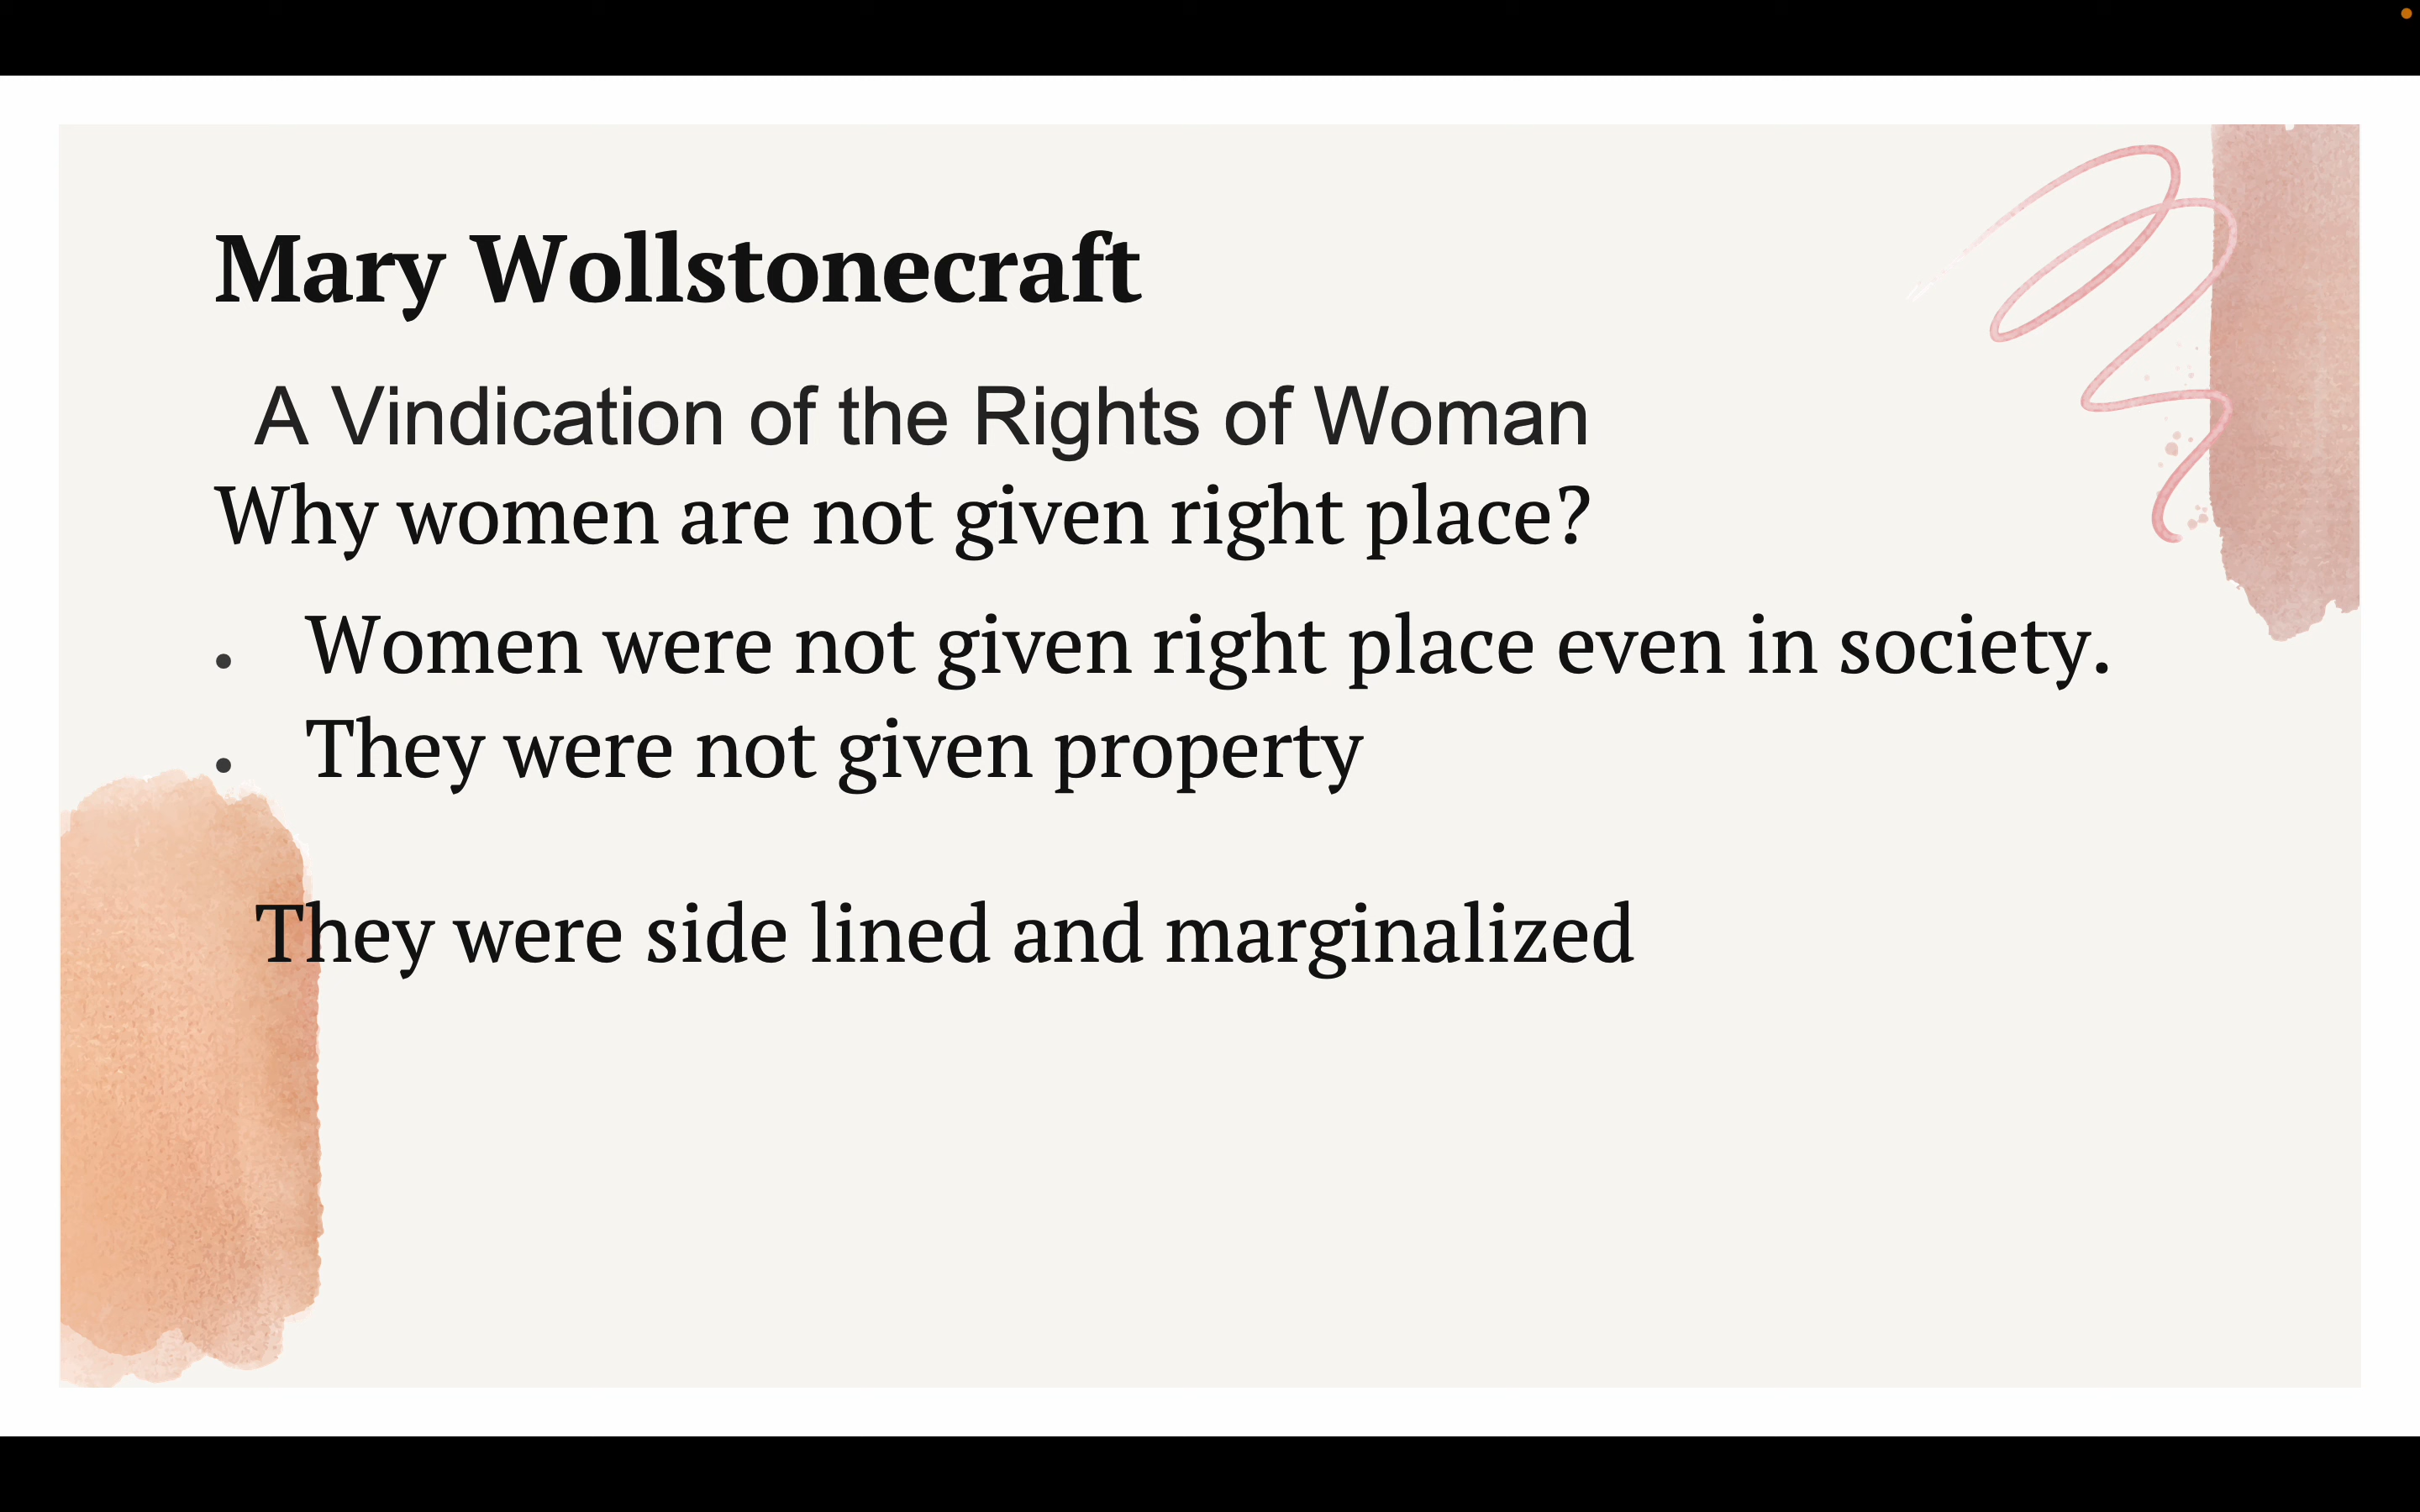 Mary Wollstonecraft
A Vindication of the Rights of Woman
Why women are not given right place?
• Women were not given right place even in society.
• They were not given property
They were side lined and marginalized